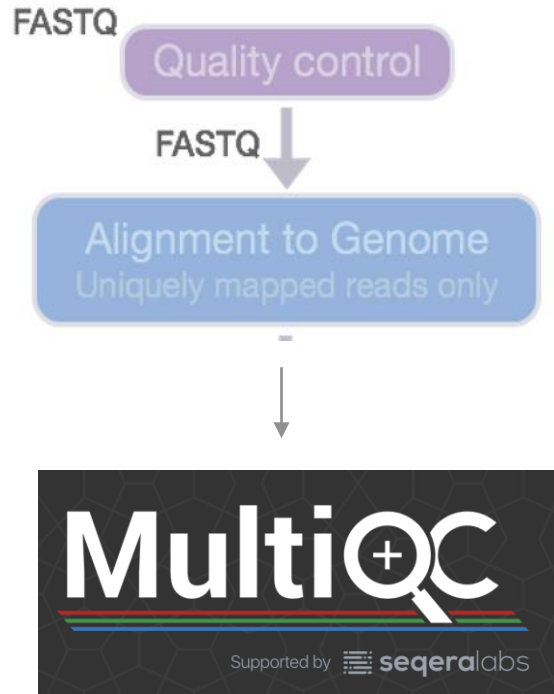 FASTQ
Quality control
FASTQ
Alignment to Genome
Uniquely mapped reads only
MultiQC
Supported by seqeralabs